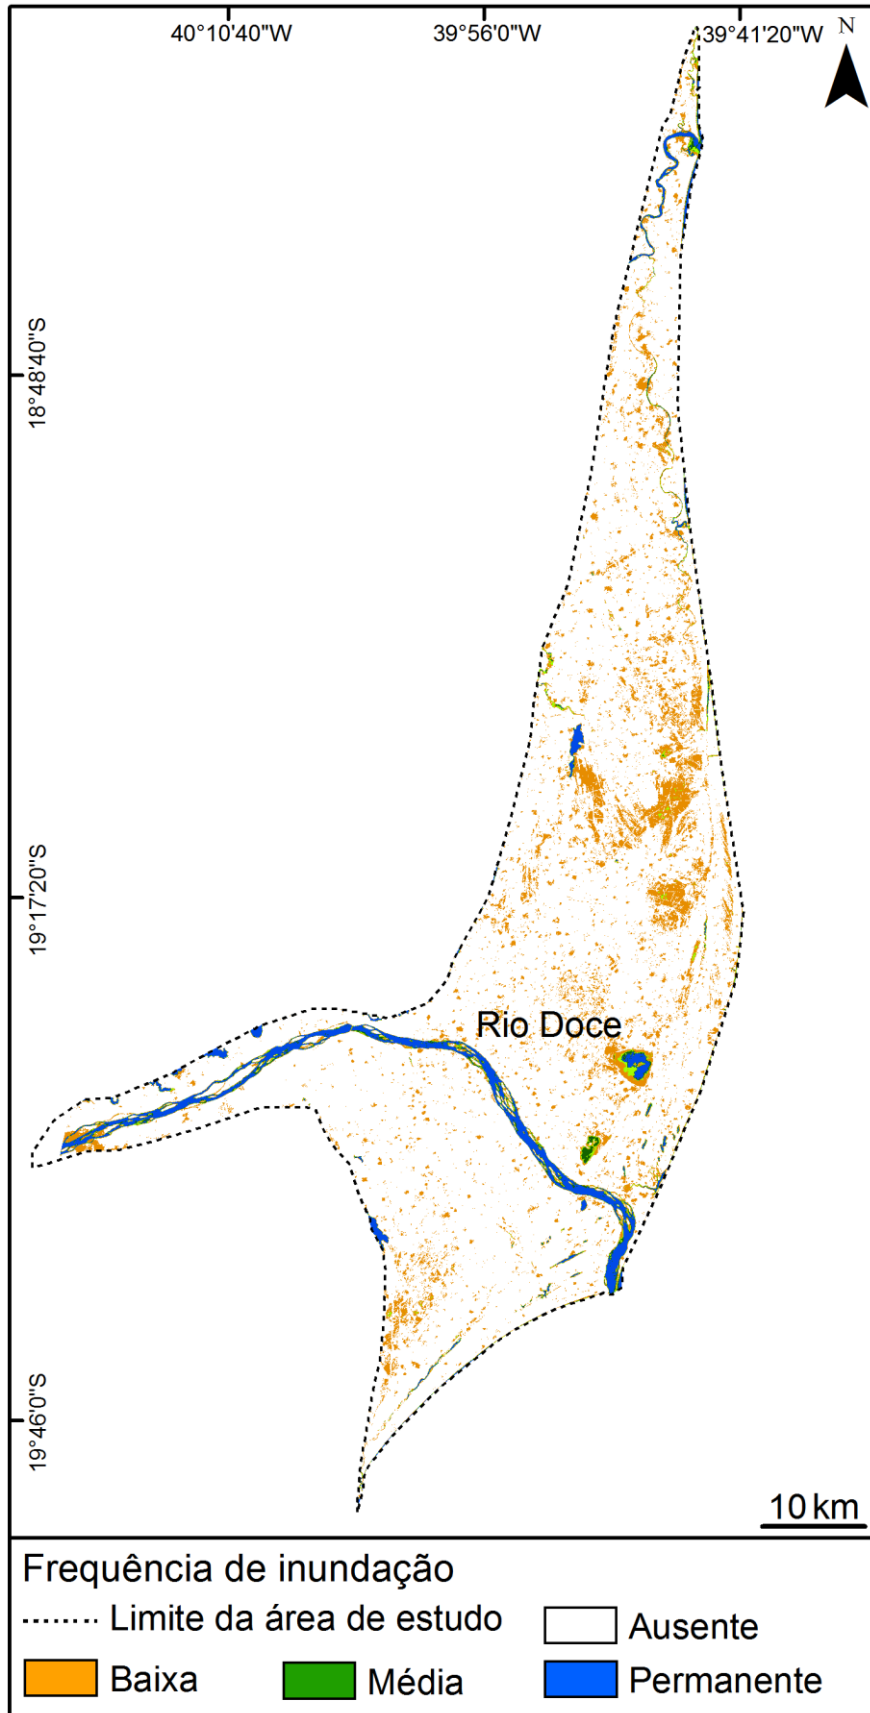 40°10'40"W 39°56'0"W 39°41'20"W N
18°48'40"S
19°17'20"S
Rio Doce
19°46'0"S
10 km
Frequência de inundação
Limite da área de estudo
Ausente
Baixa
Média
Permanente